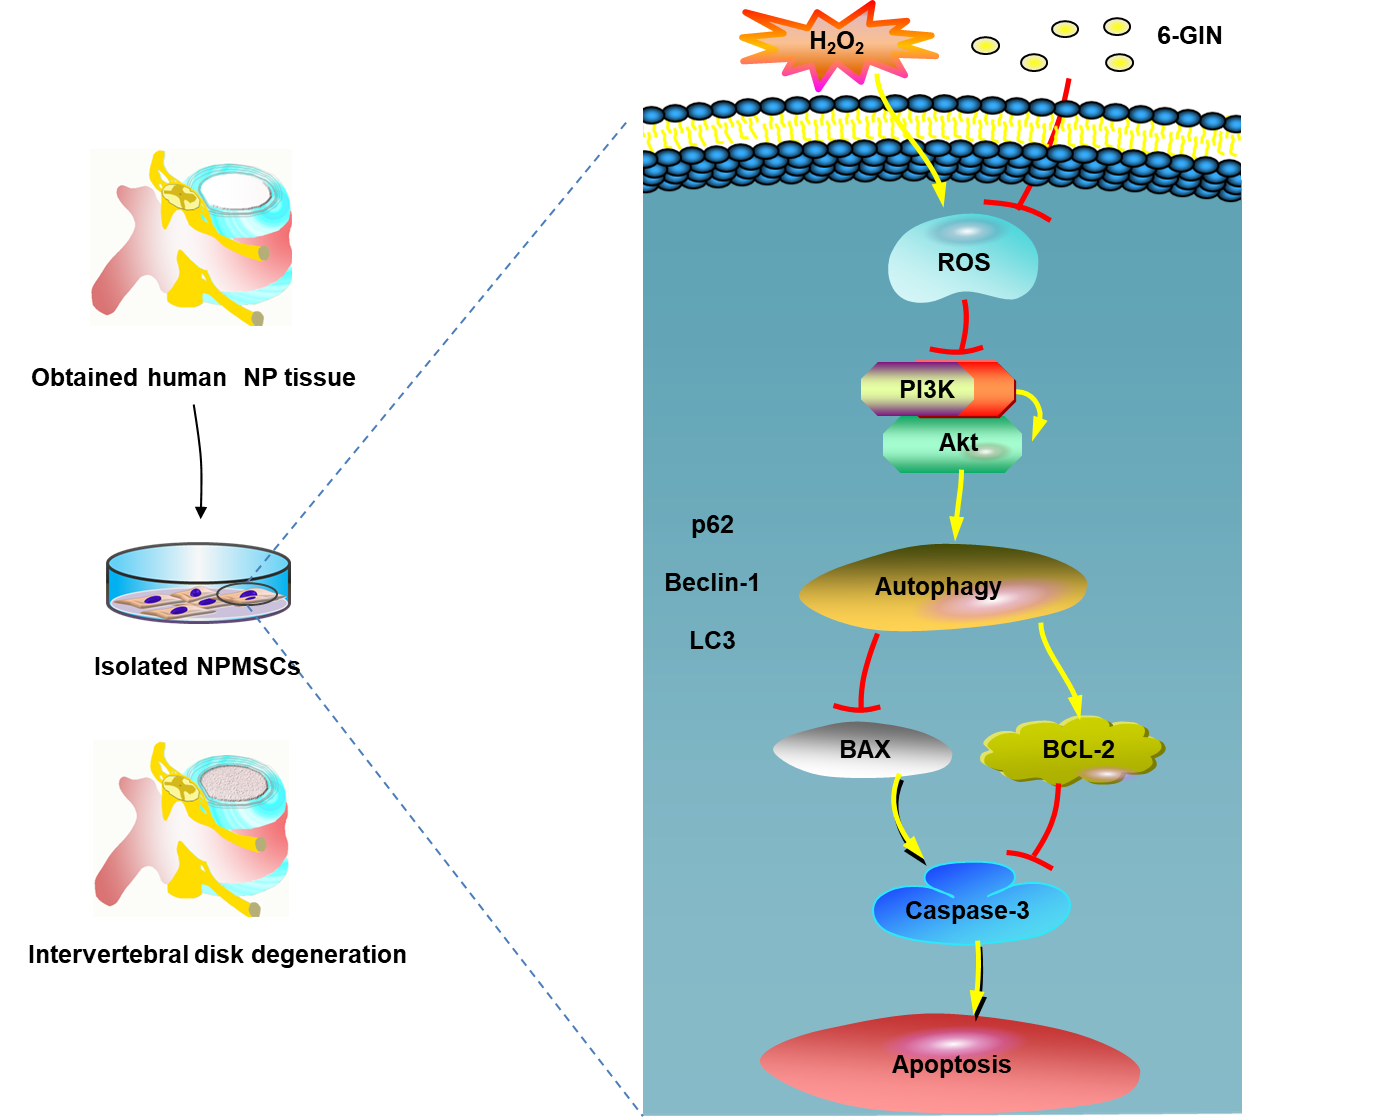 H₂O₂
6-GIN
ROS
Obtained human NP tissue
PI3K
Akt
p62
Beclin-1
LC3
Autophagy
Isolated NPMSCs
BAX
BCL-2
Caspase-3
Intervertebral disk degeneration
Apoptosis